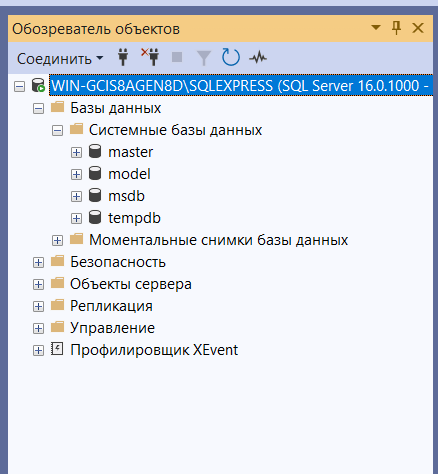 Обозреватель объектов
Соединить
WIN-GCIS8AGEN8D\SQLEXPRESS (SQL Server 16.0.1000 -
Базы данных
Системные базы данных
master
model
msdb
tempdb
Моментальные снимки базы данных
Безопасность
Объекты сервера
Репликация
Управление
Профилировщик XEvent